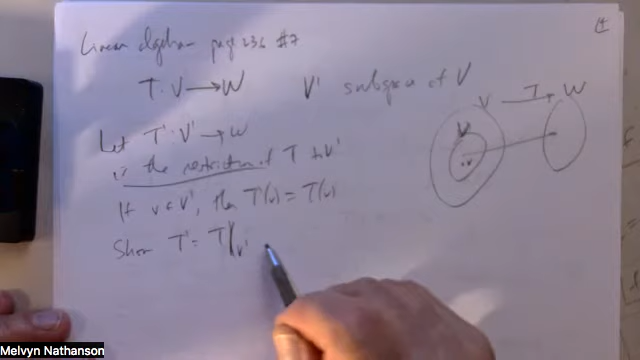 Linear algebra page 236 #7
T: V → W V' subspace of V
V T→ W
V'
Let T': V' → W
is the restriction of T to V'
If v ∈ V', then T'(v) = T(v)
Show T' = T|V'
Melvyn Nathanson